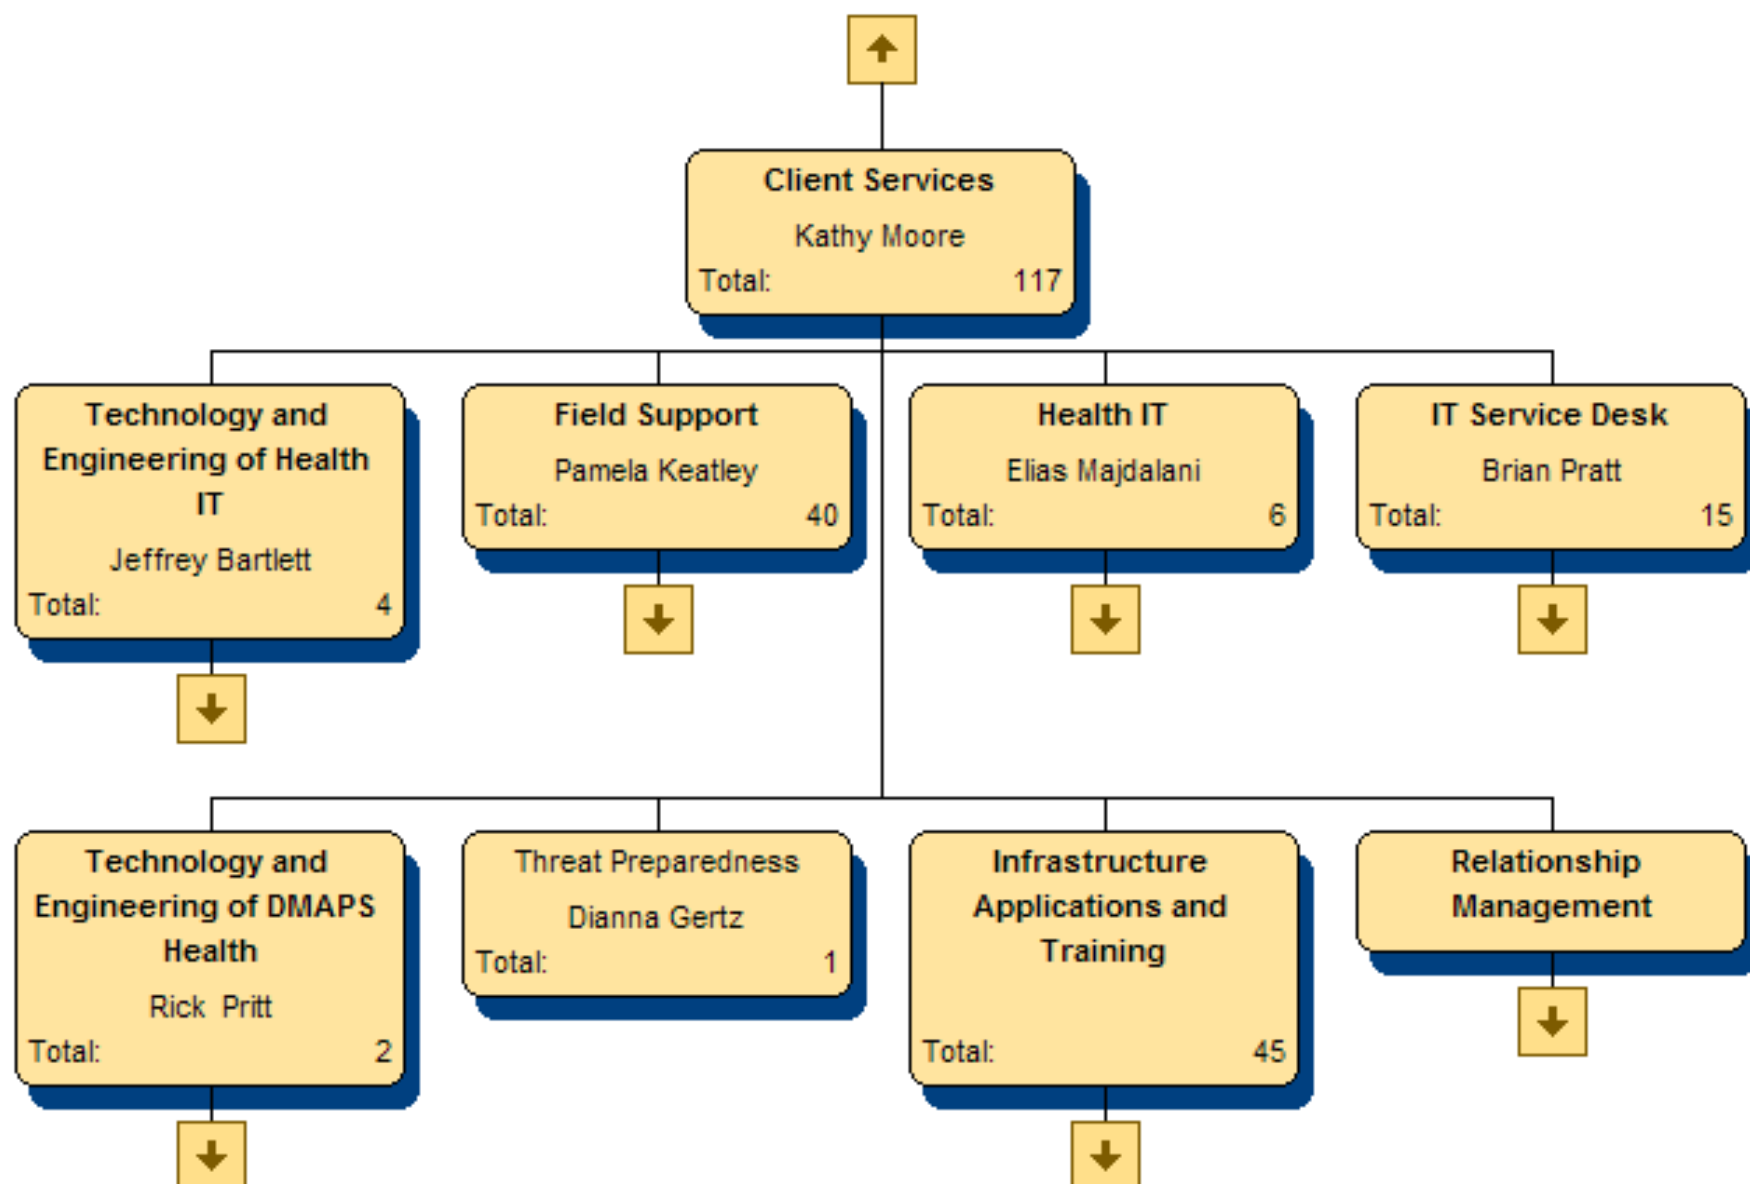 Client Services
Kathy Moore
Total: 117
Technology and
Engineering of Health
IT
Jeffrey Bartlett
Total: 4
Field Support
Pamela Keatley
Total: 40
Health IT
Elias Majdalani
Total: 6
IT Service Desk
Brian Pratt
Total: 15
Technology and
Engineering of DMAPS
Health
Rick Pritt
Total: 2
Threat Preparedness
Dianna Gertz
Total: 1
Infrastructure
Applications and
Training
Total: 45
Relationship
Management